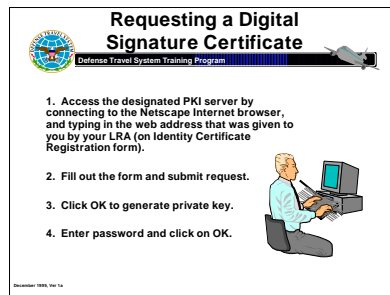 Requesting a Digital
Signature Certificate
Defense Travel System Training Program
1. Access the designated PKI server by
connecting to the Netscape Internet browser,
and typing in the web address that was given to
you by your LRA (on Identity Certificate
Registration form).
2. Fill out the form and submit request.
3. Click OK to generate private key.
4. Enter password and click on OK.
December 1999, Ver 1a